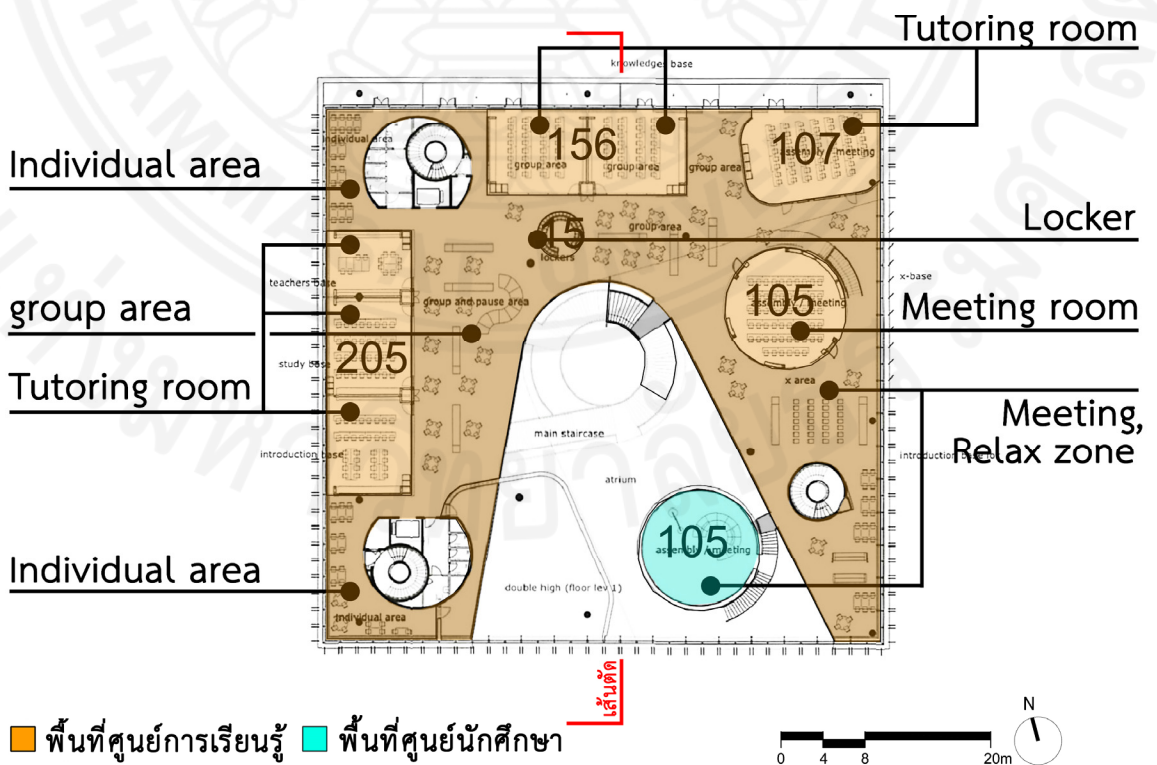 Tutoring room
knowledges base
Individual area
156
group area
group area
group area
107
assembly / meeting
Individual area
15
lockers
group area
Locker
teachers base
group and pause area
x-base
105
assembly / meeting
Meeting room
group area
study base
205
x area
Tutoring room
Meeting,
Relax zone
introduction base
main staircase
introduction base
atrium
105
assembly / meeting
Individual area
double high (floor lev 1)
Individual area
เส้นตัด
พื้นที่ศูนย์การเรียนรู้
พื้นที่ศูนย์นักศึกษา
N
0 4 8 20m